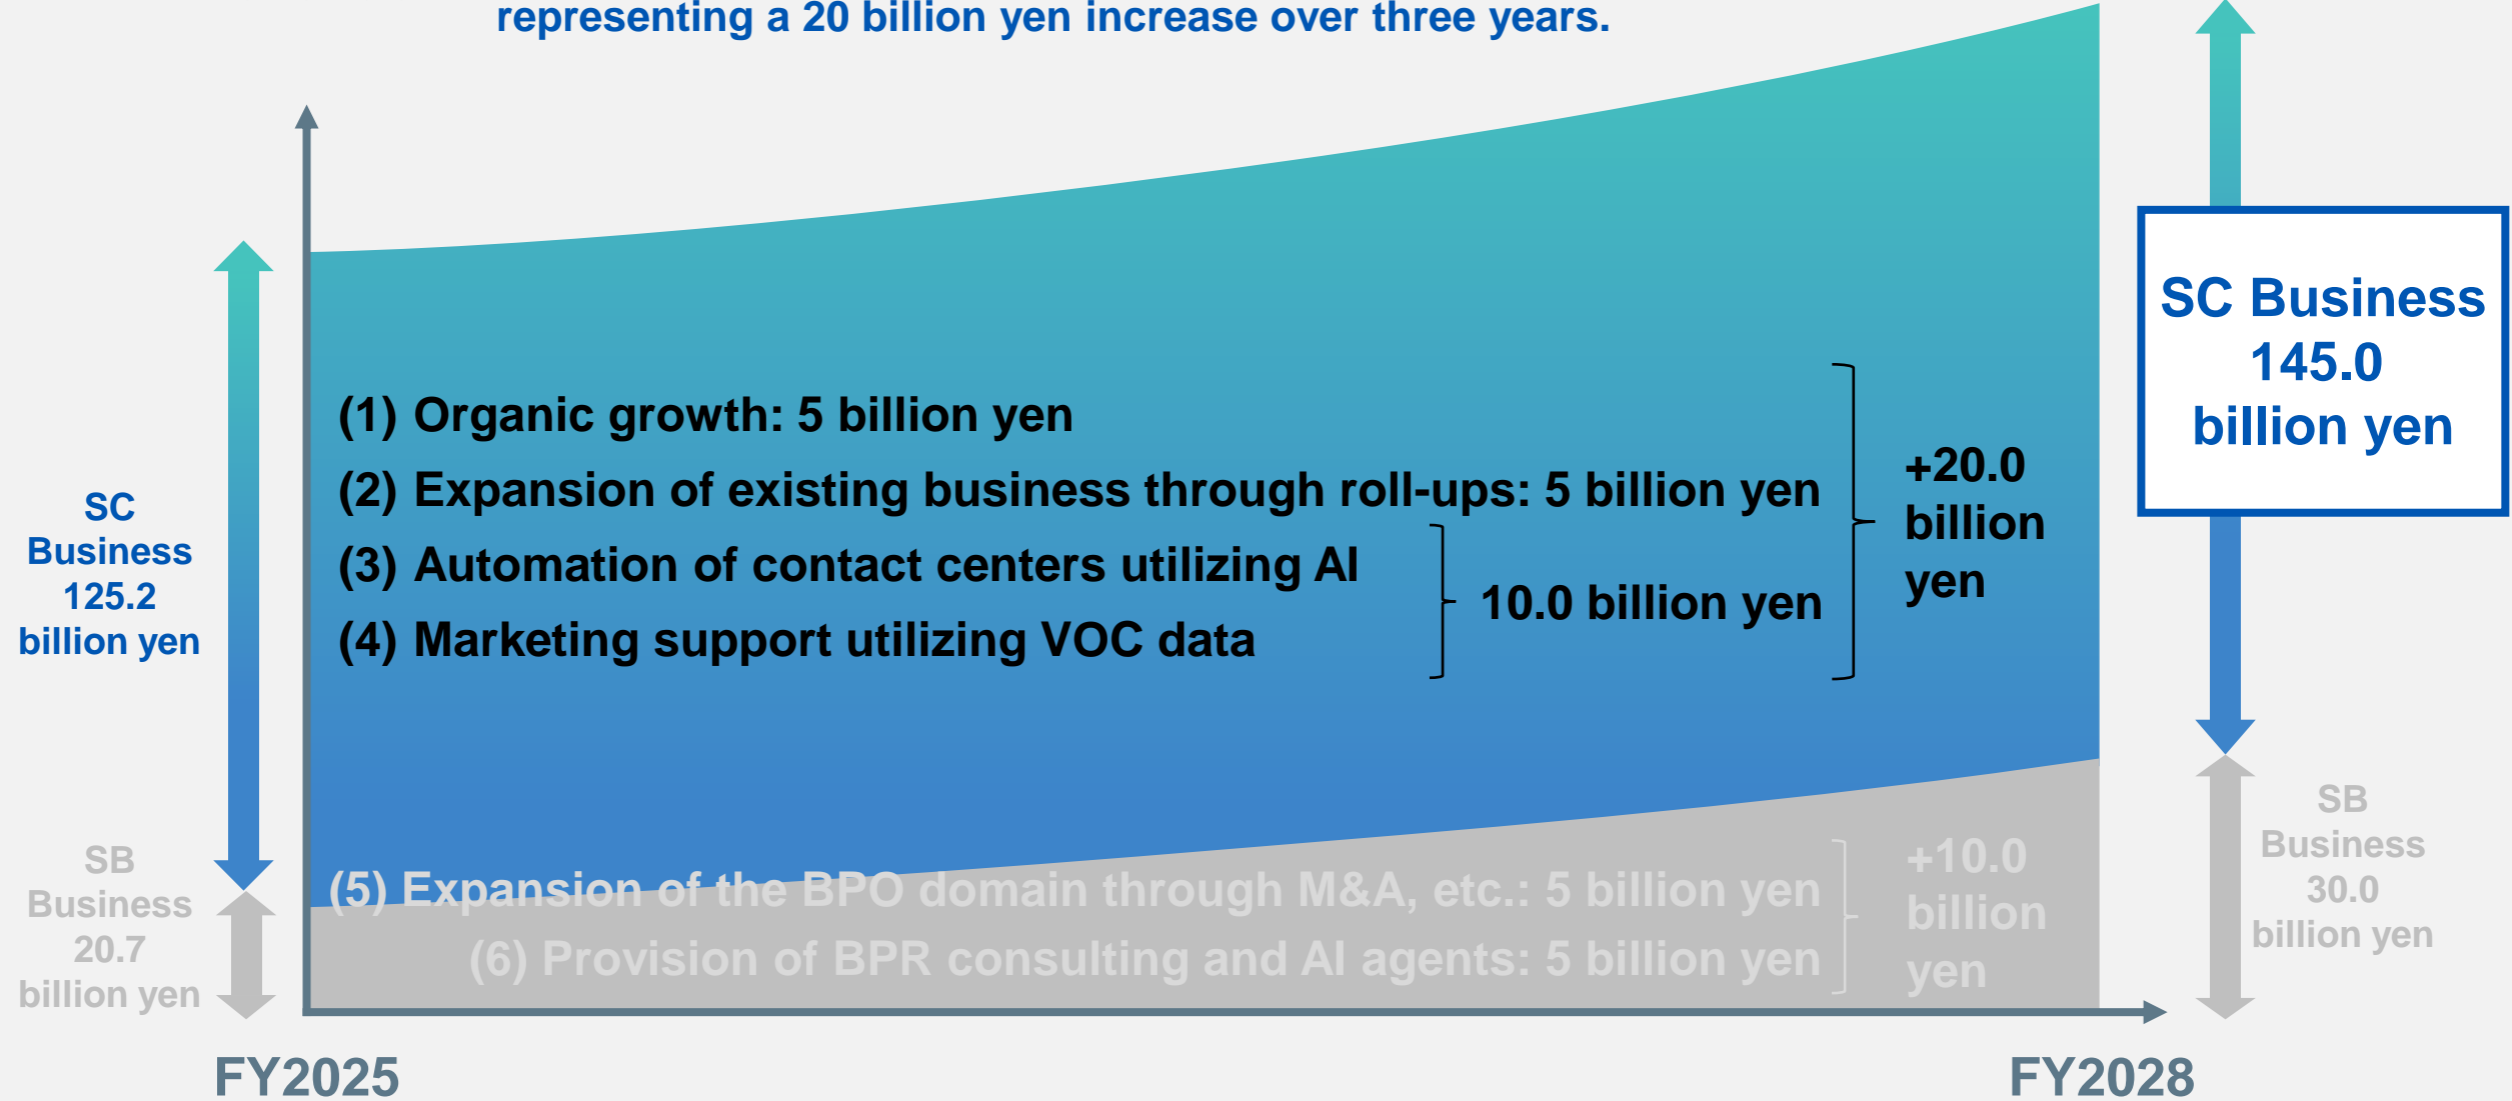 representing a 20 billion yen increase over three years.
SC Business
145.0
billion yen
(1) Organic growth: 5 billion yen
(2) Expansion of existing business through roll-ups: 5 billion yen
(3) Automation of contact centers utilizing AI
(4) Marketing support utilizing VOC data
10.0 billion yen
+20.0
billion
yen
SC
Business
125.2
billion yen
SB
Business
20.7
billion yen
(5) Expansion of the BPO domain through M&A, etc.: 5 billion yen
(6) Provision of BPR consulting and AI agents: 5 billion yen
+10.0
billion
yen
SB
Business
30.0
billion yen
FY2025
FY2028